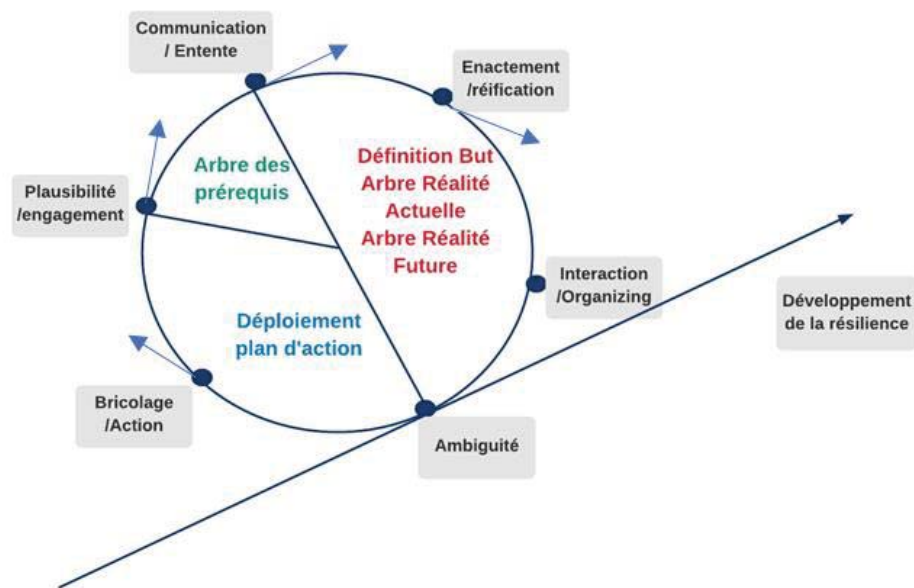 Communication
/ Entente
Enactement
/réification
Arbre des
prérequis
Définition But
Arbre Réalité
Actuelle
Arbre Réalité
Future
Plausibilité
/engagement
Interaction
/Organizing
Développement
de la résilience
Déploiement
plan d'action
Bricolage
/Action
Ambiguité